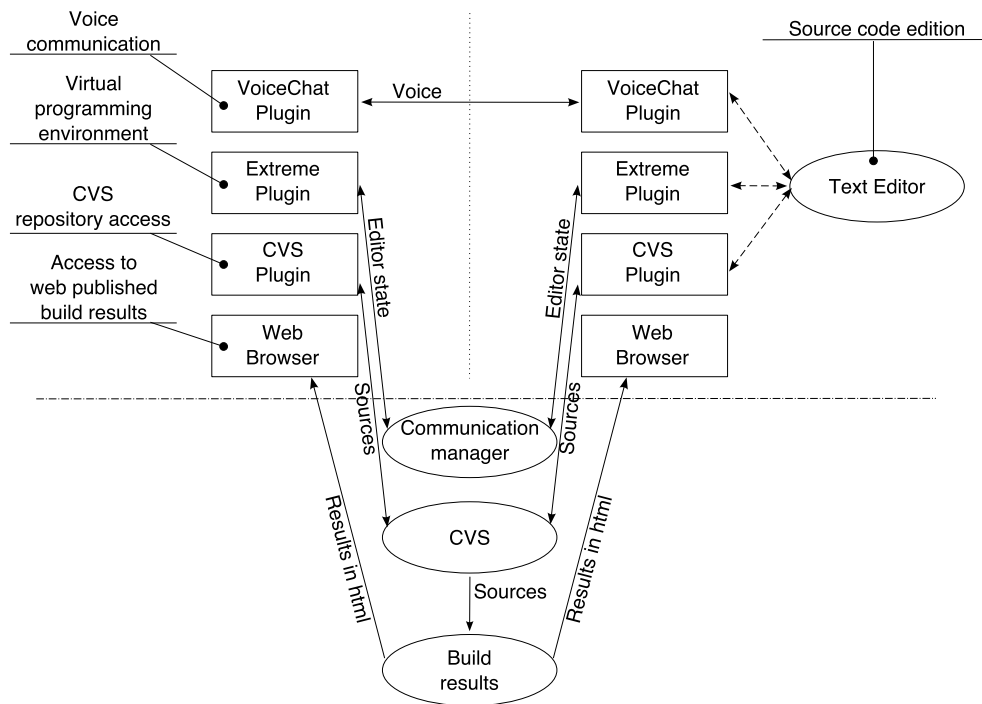 Voice
communication
Virtual
programming
environment
CVS
repository access
Access to
web published
build results
VoiceChat
Plugin
Extreme
Plugin
CVS
Plugin
Web
Browser
Voice
VoiceChat
Plugin
Extreme
Plugin
CVS
Plugin
Web
Browser
Source code edition
Text Editor
Editor state
Editor state
Sources
Sources
Communication
manager
CVS
Sources
Results in html
Results in html
Build
results